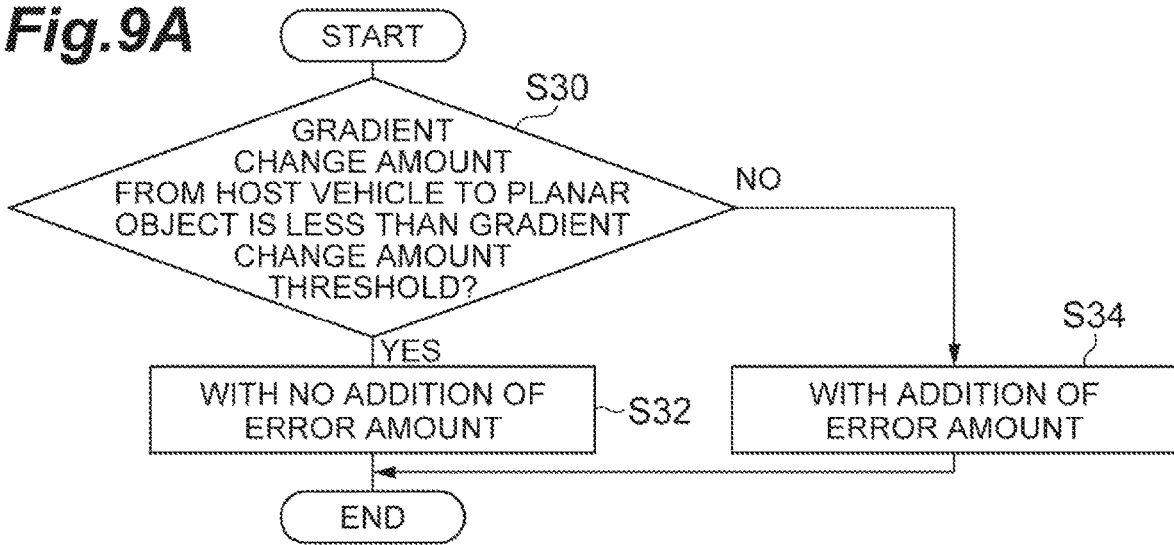 Fig.9A
START
S30
GRADIENT
CHANGE AMOUNT
FROM HOST VEHICLE TO PLANAR
OBJECT IS LESS THAN GRADIENT
CHANGE AMOUNT
THRESHOLD?
NO
YES
S34
WITH NO ADDITION OF
ERROR AMOUNT
S32
WITH ADDITION OF
ERROR AMOUNT
END